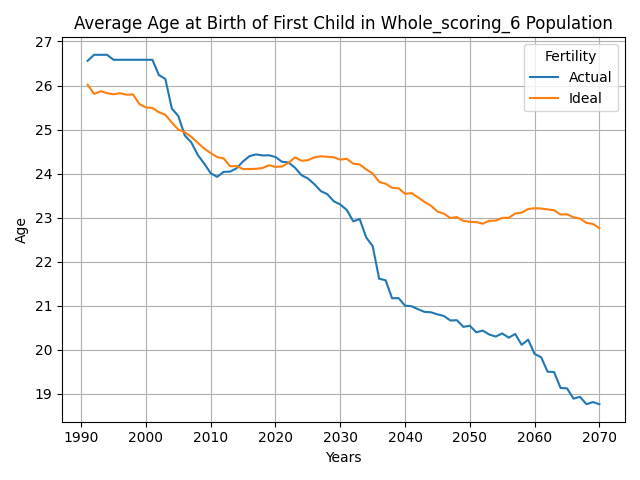 Average Age at Birth of First Child in Whole_scoring_6 Population
27
26
25
24
23
22
21
20
19
Age
Fertility
Actual
Ideal
1990 2000 2010 2020 2030 2040 2050 2060 2070
Years